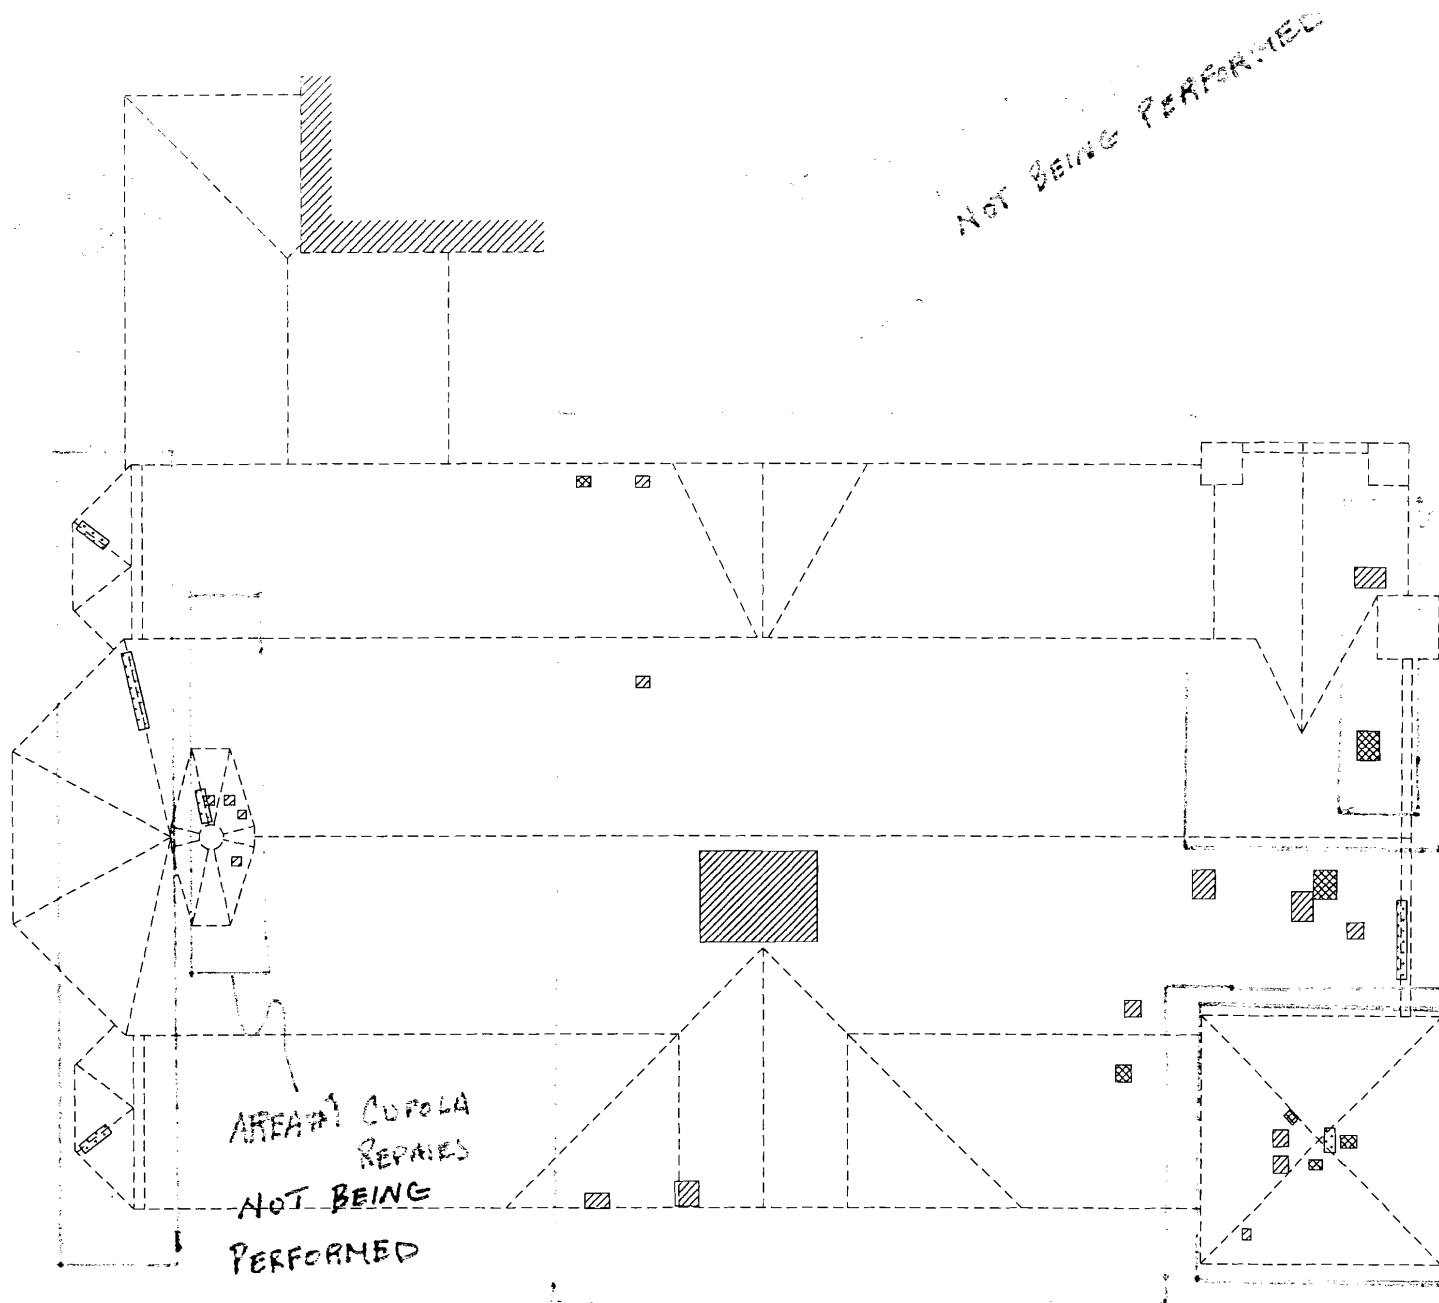 NOT BEING PERFORMED
AREA#1 CUPOLA
REPAIRS
NOT BEING
PERFORMED